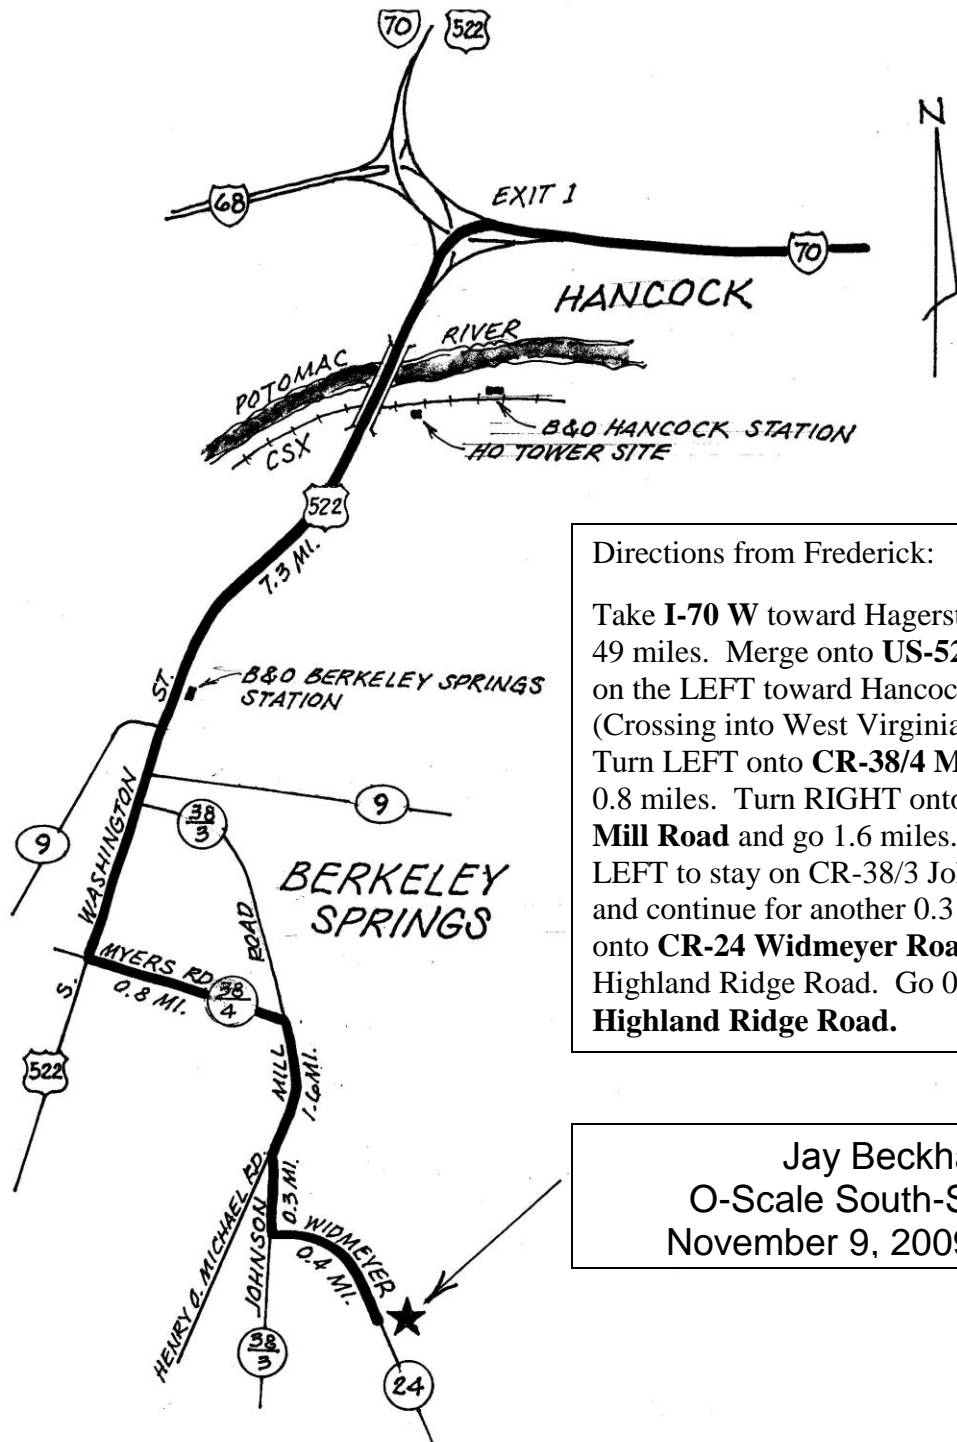 70 522
N
68
EXIT 1
70
HANCOCK
POTOMAC RIVER
CSX
B&O HANCOCK STATION
HO TOWER SITE
522
7.3 MI.
B&O BERKELEY SPRINGS
STATION
S. WASHINGTON ST.
9
9
38/3
ROAD
BERKELEY
SPRINGS
MYERS RD.
0.8 MI.
38/4
522
MILL
1.6 MI.
HENRY O. MICHAEL RD.
JOHNSON
0.3 MI.
WIDMEYER
0.4 MI.
38/3
24
Directions from Frederick:
Take I-70 W toward Hagerst
49 miles. Merge onto US-52
on the LEFT toward Hancoc
(Crossing into West Virginia
Turn LEFT onto CR-38/4 M
0.8 miles. Turn RIGHT onto
Mill Road and go 1.6 miles.
LEFT to stay on CR-38/3 Joh
and continue for another 0.3
onto CR-24 Widmeyer Roa
Highland Ridge Road. Go 0
Highland Ridge Road.
Jay Beckha
O-Scale South-S
November 9, 2009